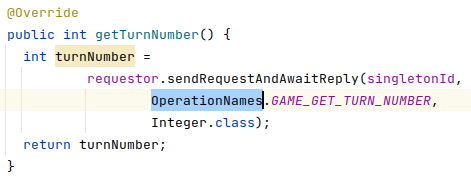 @Override
public int getTurnNumber() {
int turnNumber =
requestor.sendRequestAndAwaitReply(singletonId,
OperationNames.GAME_GET_TURN_NUMBER,
Integer.class);
return turnNumber;
}